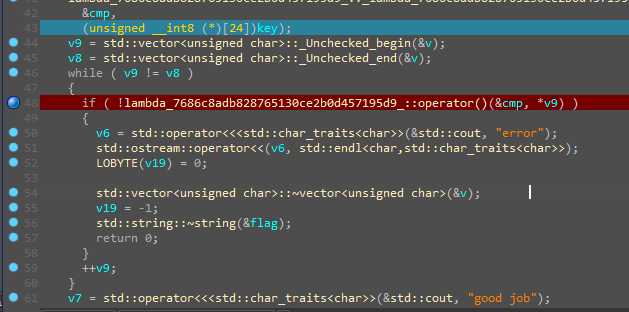 42 &cmp,
43 (unsigned __int8 (*)[24])key);
44 v9 = std::vector<unsigned char>::_Unchecked_begin(&v);
45 v8 = std::vector<unsigned char>::_Unchecked_end(&v);
46 while ( v9 != v8 )
47 {
48 if ( !lambda_7686c8adb828765130ce2b0d457195d9_::operator()(&cmp, *v9) )
49 {
50 v6 = std::operator<<<std::char_traits<char>>(&std::cout, "error");
51 std::ostream::operator<<(v6, std::endl<char,std::char_traits<char>>);
52 LOBYTE(v19) = 0;
53
54 std::vector<unsigned char>::~vector<unsigned char>(&v);
55 v19 = -1;
56 std::string::~string(&flag);
57 return 0;
58 }
59 ++v9;
60 }
61 v7 = std::operator<<<std::char_traits<char>>(&std::cout, "good job");